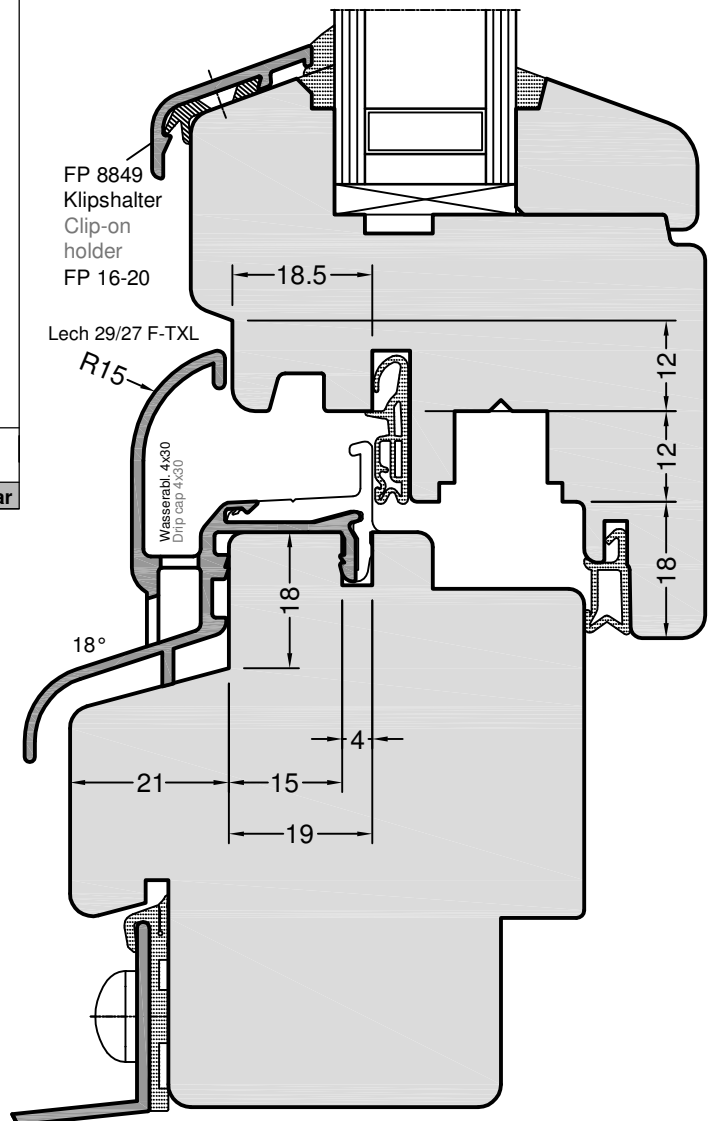 FP 8849
Klipshalter
Clip-on
holder
FP 16-20
18.5
Lech 29/27 F-TXL
R15
12
Wasserabl. 4x30
Drip cap 4x30
12
ar
18
18
18°
4
21
15
19